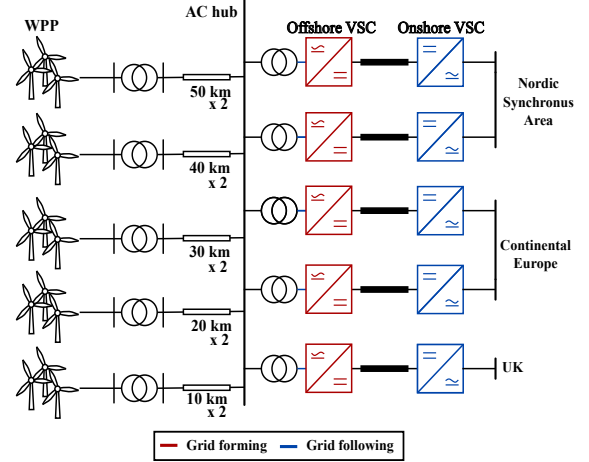 AC hub
WPP
Offshore VSC
Onshore VSC
50 km
x 2
Nordic
Synchronus
Area
40 km
x 2
30 km
x 2
Continental
Europe
20 km
x 2
10 km
x 2
UK
Grid forming
Grid following